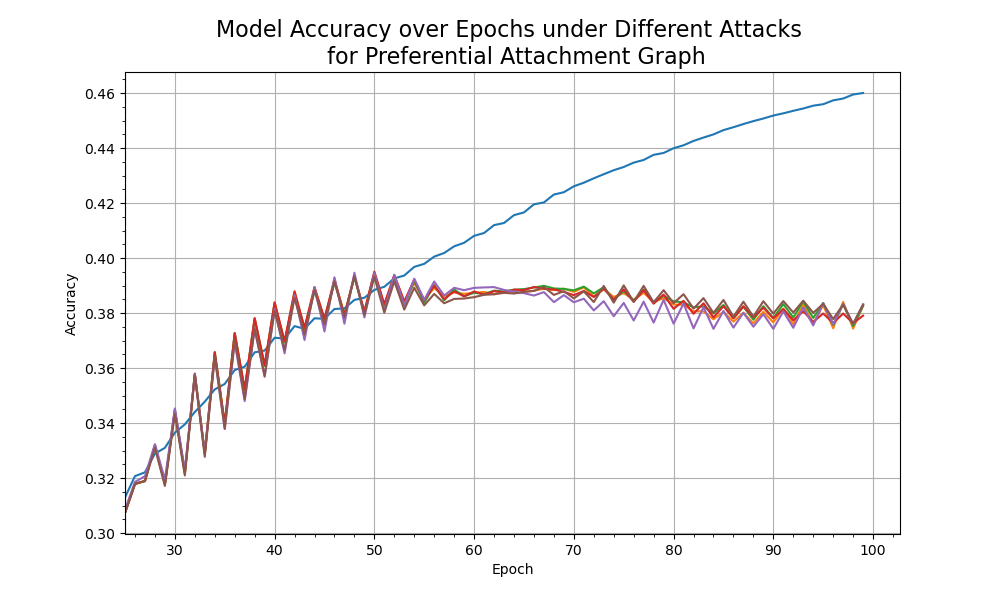 Model Accuracy over Epochs under Different Attacks
for Preferential Attachment Graph
0.46
0.44
0.42
0.40
0.38
0.36
0.34
0.32
0.30
Accuracy
30 40 50 60 70 80 90 100
Epoch